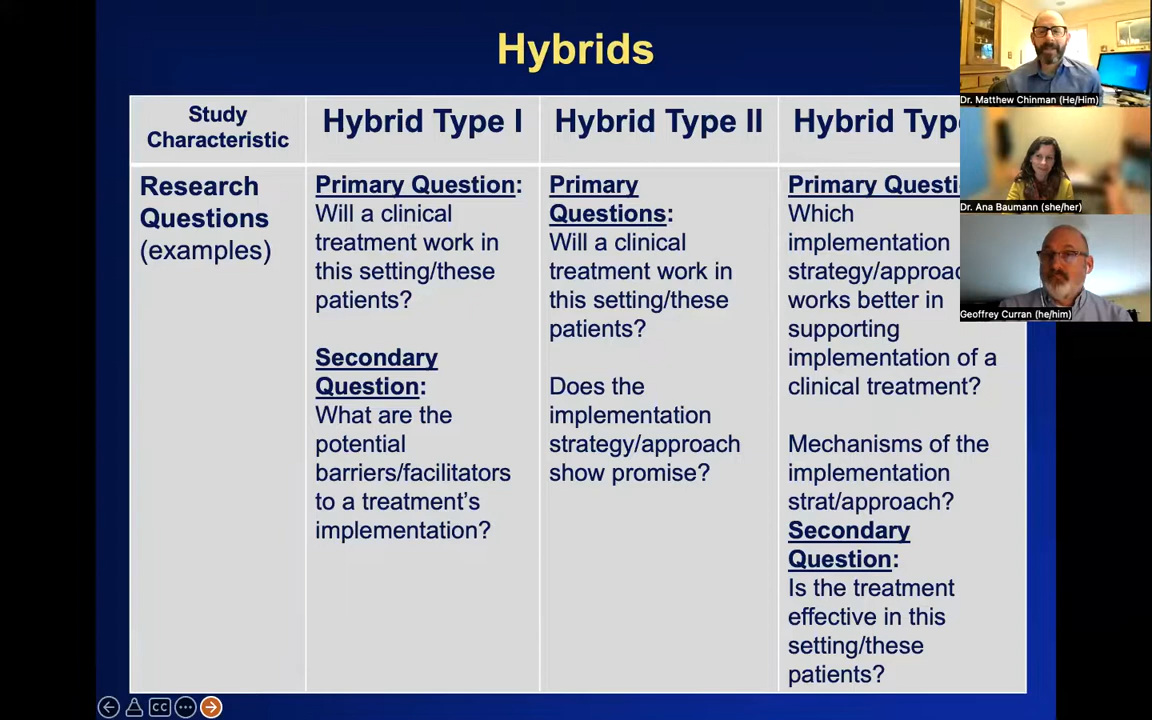 Hybrids
Study
Characteristic
Hybrid Type I
Hybrid Type II
Hybrid
Research
Questions
(examples)
Primary Question:
Will a clinical
treatment work in
this setting/these
patients?
Secondary
Question:
What are the
potential
barriers/facilitators
to a treatment's
implementation?
Primary
Questions:
Will a clinical
treatment work in
this setting/these
patients?
Does the
implementation
strategy/approach
show promise?
Primary
Which
implementation
works better in
supporting
implementation of a
clinical treatment?
Mechanisms of the
implementation
strat/approach?
Secondary
Question:
Is the treatment
effective in this
setting/these
patients?
Dr. Matthew Chinman (He/Him)
Dr. Ana Baumann (she/her)
Geoffrey Curran (he/him)
CC